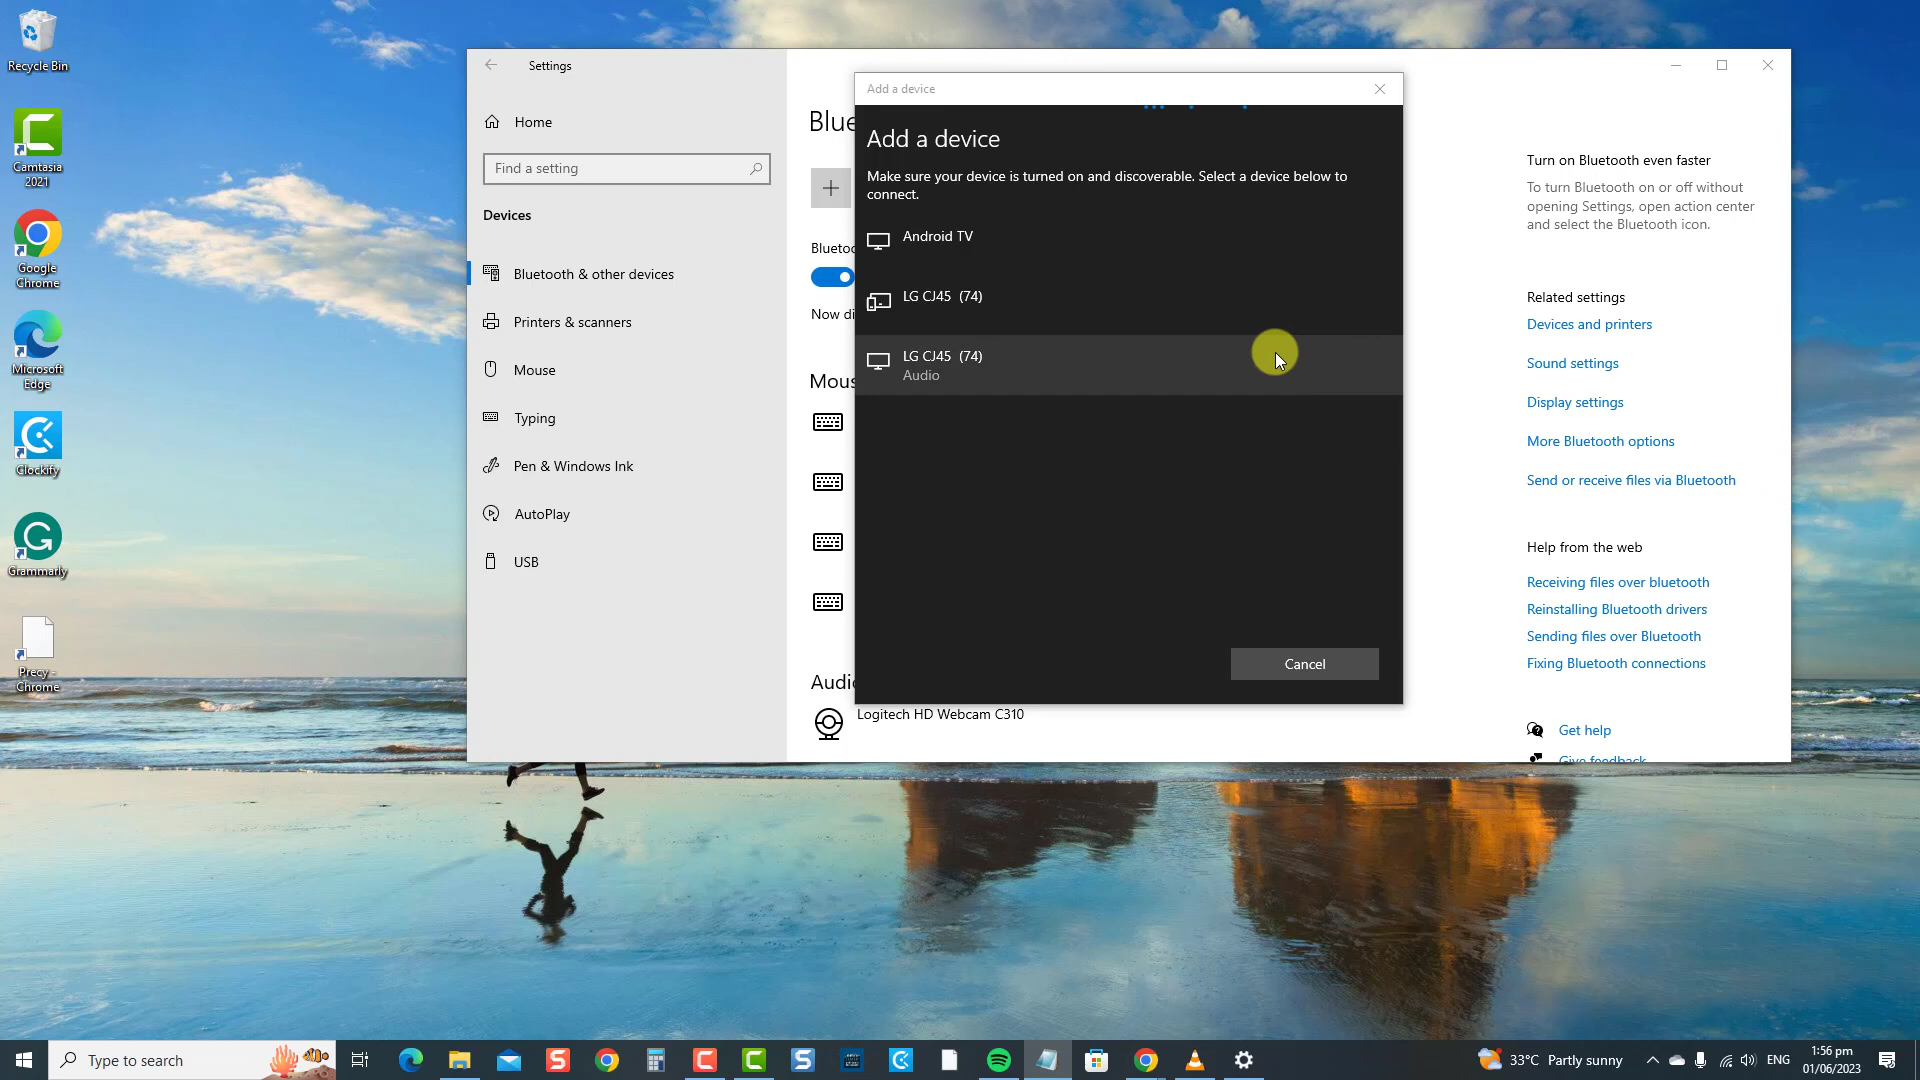 Recycle Bin
Camtasia
2021
Google
Chrome
Microsoft
Edge
Clockify
Grammarly
Precy -
Chrome
Settings
Home
Find a setting
Devices
Bluetooth & other devices
Printers & scanners
Mouse
Typing
Pen & Windows Ink
AutoPlay
USB
Blue
Bluetoo
Now di
Mous
Audio
Logitech HD Webcam C310
Add a device
Add a device
Make sure your device is turned on and discoverable. Select a device below to
connect.
Android TV
LG CJ45 (74)
LG CJ45 (74)
Audio
Cancel
Turn on Bluetooth even faster
To turn Bluetooth on or off without
opening Settings, open action center
and select the Bluetooth icon.
Related settings
Devices and printers
Sound settings
Display settings
More Bluetooth options
Send or receive files via Bluetooth
Help from the web
Receiving files over bluetooth
Reinstalling Bluetooth drivers
Sending files over Bluetooth
Fixing Bluetooth connections
Get help
Give feedback
Type to search
33°C Partly sunny
ENG
1:56 pm
01/06/2023